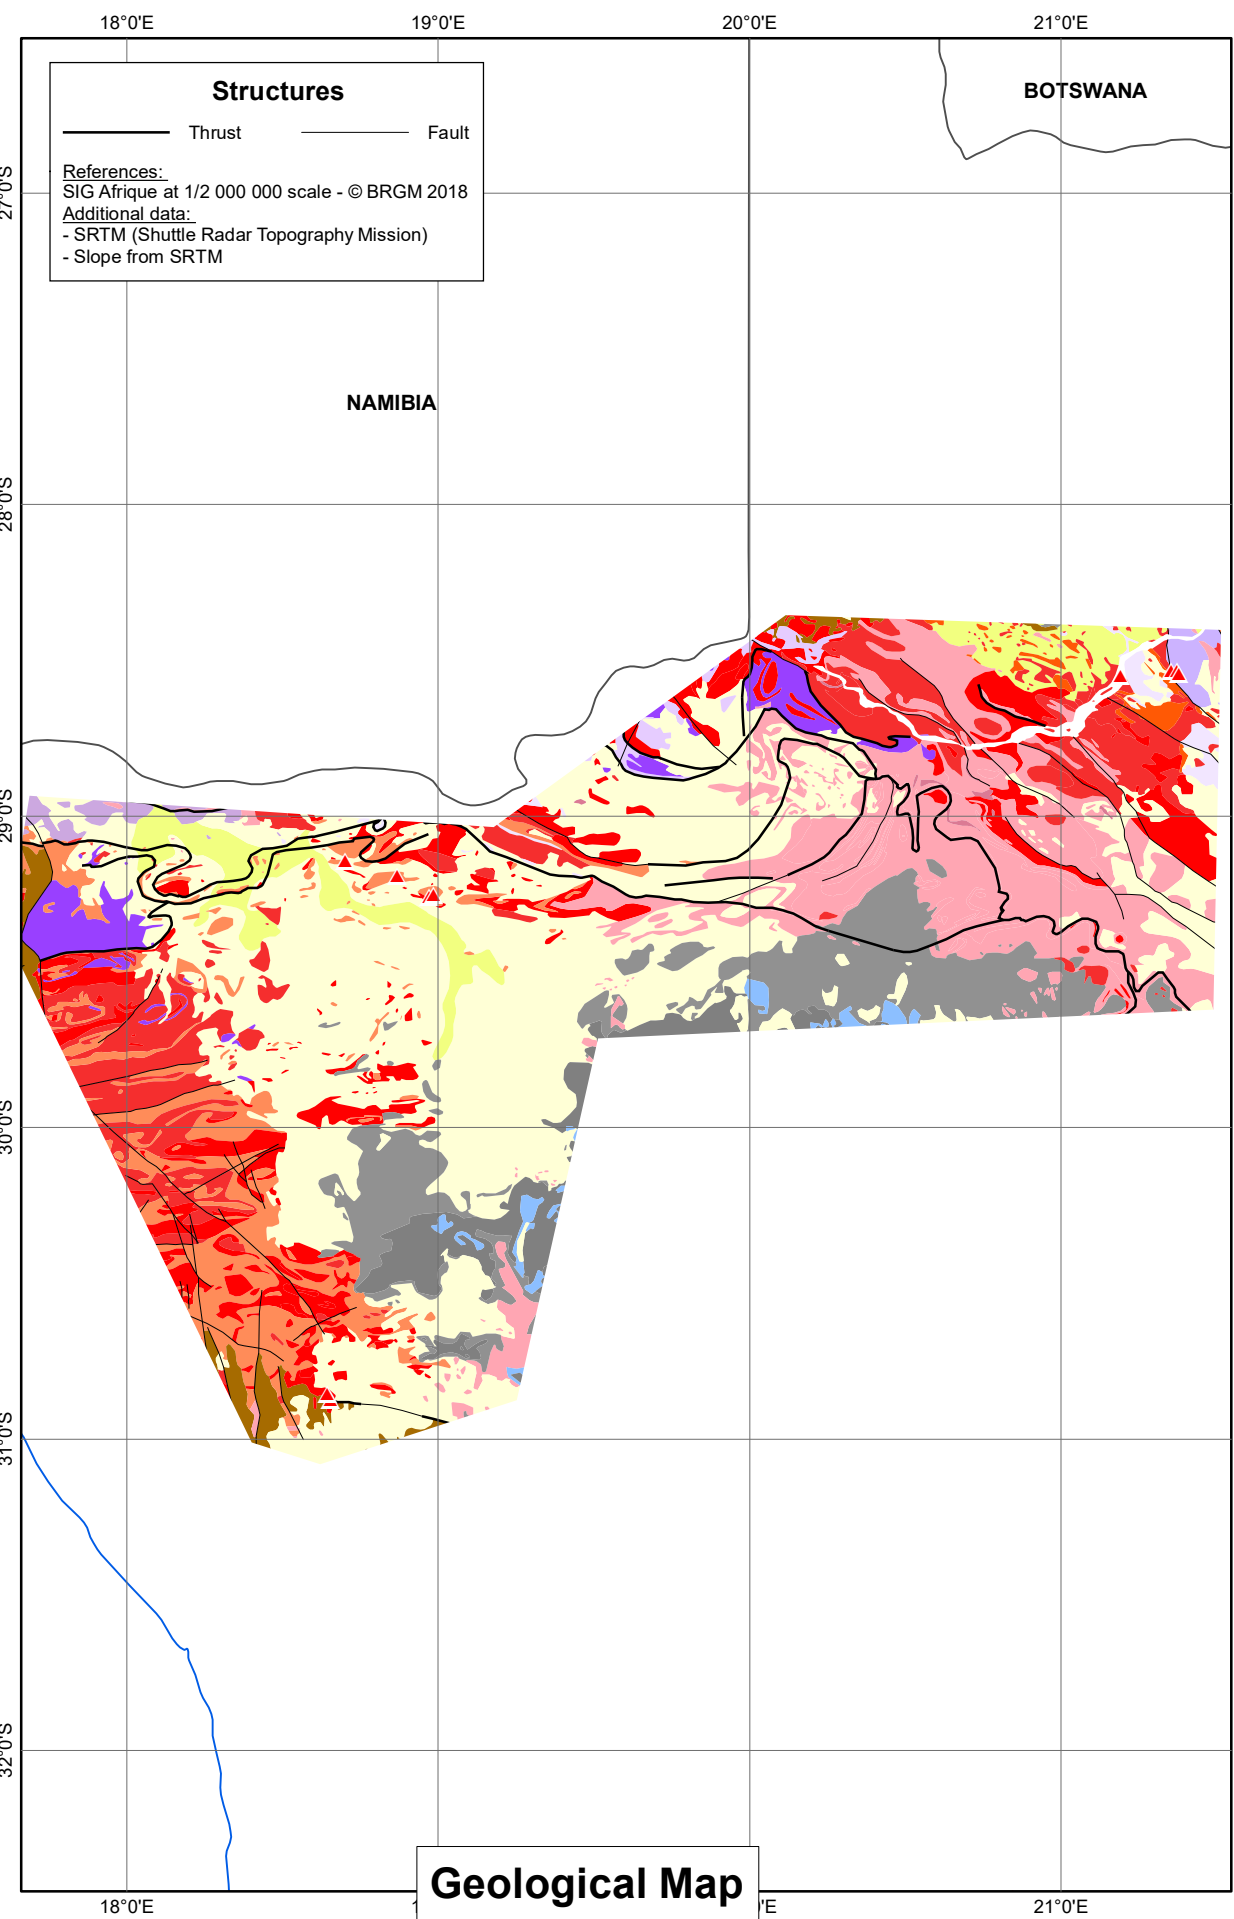 18°0'E 19°0'E 20°0'E 21°0'E
Structures
Thrust Fault
References:
SIG Afrique at 1/2 000 000 scale - © BRGM 2018
Additional data:
- SRTM (Shuttle Radar Topography Mission)
- Slope from SRTM
BOTSWANA
27°0'S
NAMIBIA
28°0'S
29°0'S
30°0'S
31°0'S
32°0'S
Geological Map
18°0'E 21°0'E